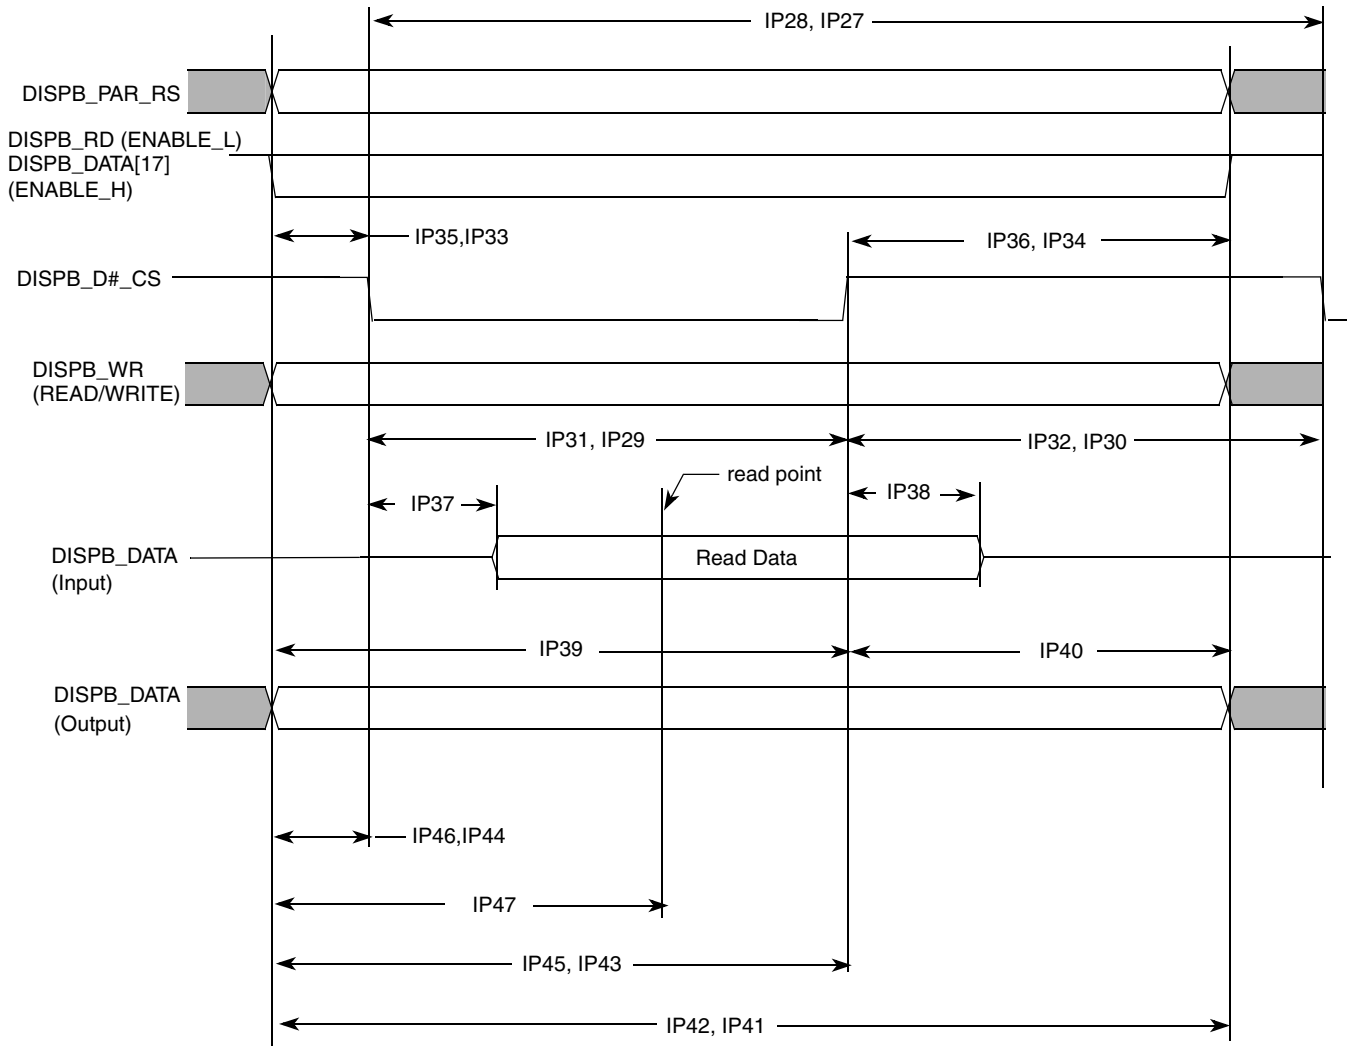 IP28, IP27
DISPB_PAR_RS
DISPB_RD (ENABLE_L)
DISPB_DATA[17]
(ENABLE_H)
IP35,IP33
IP36, IP34
DISPB_D#_CS
DISPB_WR
(READ/WRITE)
IP31, IP29
IP32, IP30
read point
IP37
IP38
DISPB_DATA
(Input)
Read Data
IP39
IP40
DISPB_DATA
(Output)
IP46,IP44
IP47
IP45, IP43
IP42, IP41